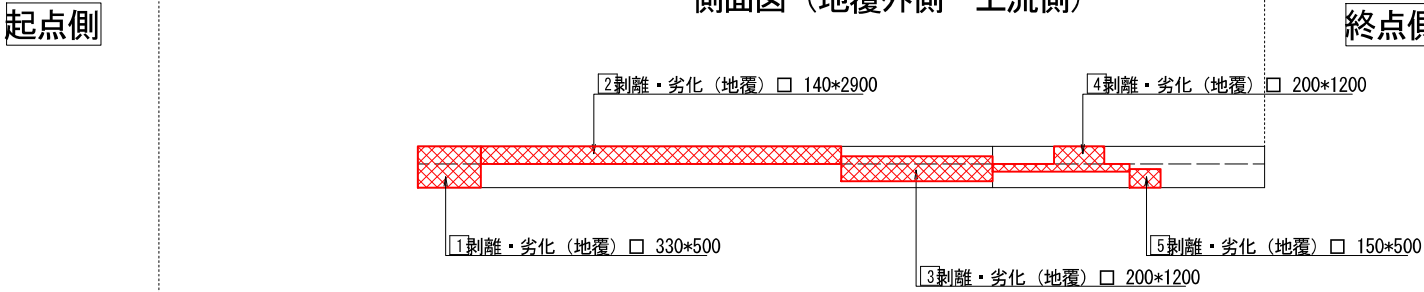 側面図（地覆外側　上流側）
起点側
終点側
2 剥離・劣化（地覆）□ 140*2900
4 剥離・劣化（地覆）□ 200*1200
1 剥離・劣化（地覆）□ 330*500
5 剥離・劣化（地覆）□ 150*500
3 剥離・劣化（地覆）□ 200*1200